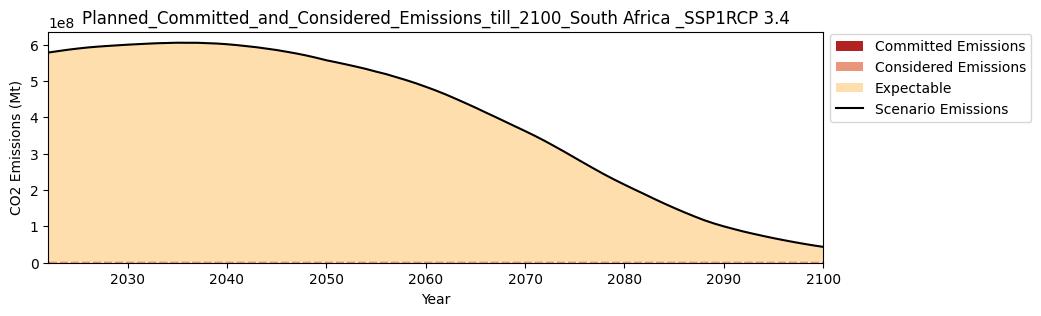 Planned_Committed_and_Considered_Emissions_till_2100_South Africa _SSP1RCP 3.4
1e8
6
5
4
3
2
1
0
CO2 Emissions (Mt)
2030 2040 2050 2060 2070 2080 2090 2100
Year
Committed Emissions
Considered Emissions
Expectable
Scenario Emissions